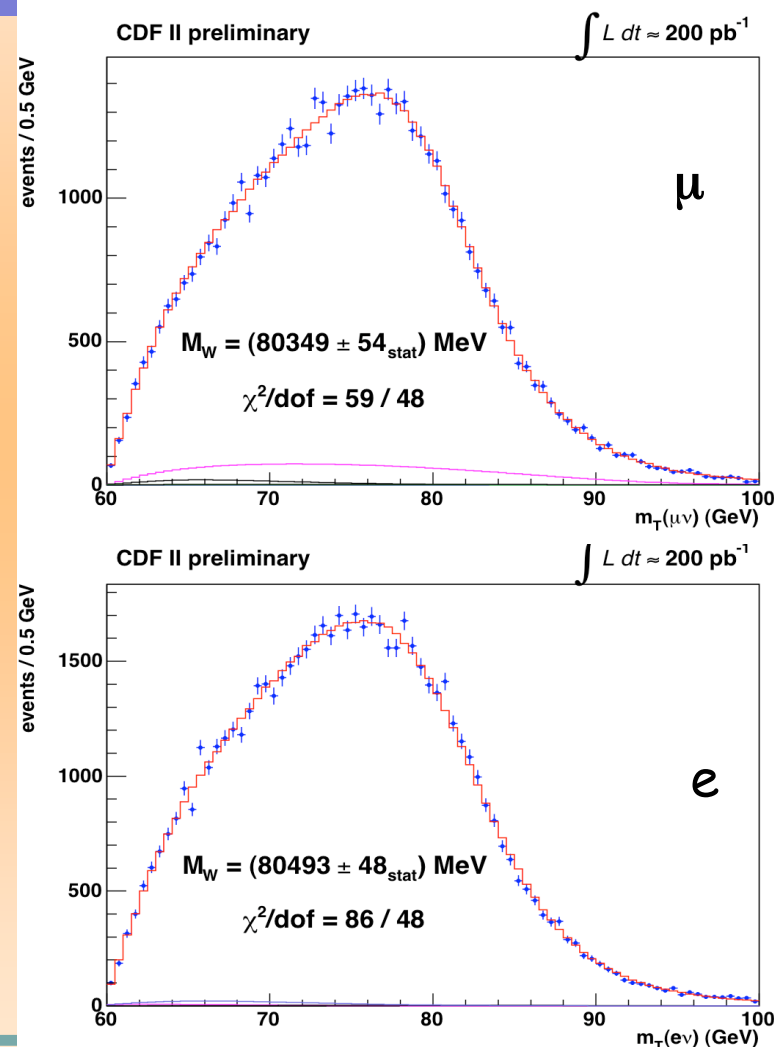 CDF II preliminary
∫ L dt ≈ 200 pb⁻¹
events / 0.5 GeV
1000
500
0
μ
M_W = (80349 ± 54_stat) MeV
χ²/dof = 59 / 48
60 70 80 90 100
m_T(μν) (GeV)
CDF II preliminary
∫ L dt ≈ 200 pb⁻¹
events / 0.5 GeV
1500
1000
500
0
e
M_W = (80493 ± 48_stat) MeV
χ²/dof = 86 / 48
60 70 80 90 100
m_T(eν) (GeV)